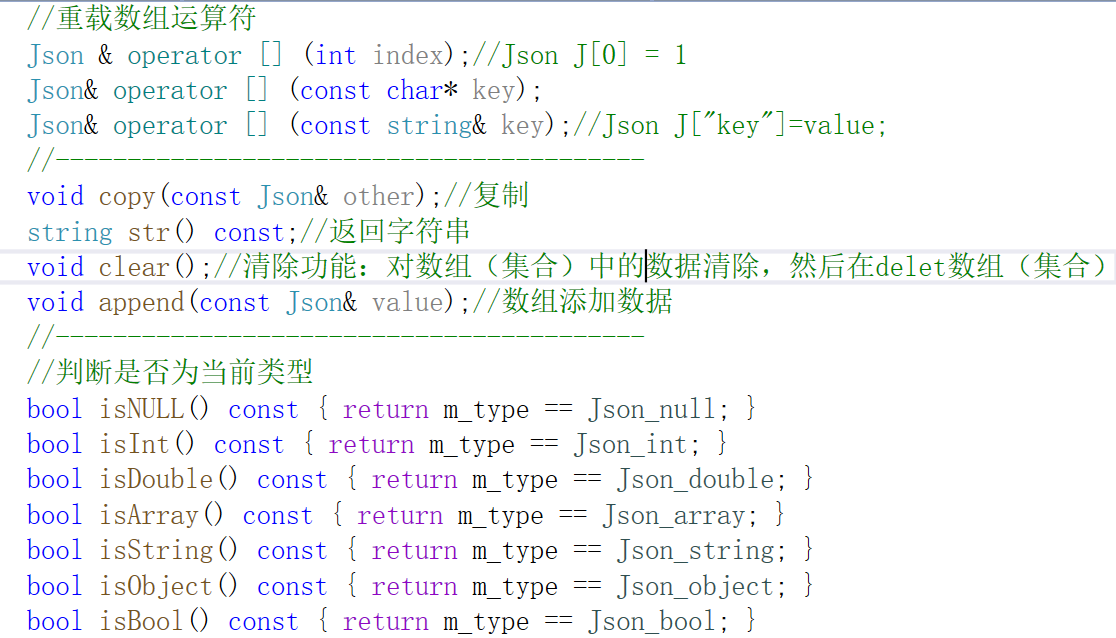 //重载数组运算符
Json & operator [] (int index);//Json J[0] = 1
Json& operator [] (const char* key);
Json& operator [] (const string& key);//Json J["key"]=value;
//-----------------------------------------
void copy(const Json& other);//复制
string str() const;//返回字符串
void clear();//清除功能：对数组（集合）中的数据清除，然后在delet数组（集合）
void append(const Json& value);//数组添加数据
//-----------------------------------------
//判断是否为当前类型
bool isNULL() const { return m_type == Json_null; }
bool isInt() const { return m_type == Json_int; }
bool isDouble() const { return m_type == Json_double; }
bool isArray() const { return m_type == Json_array; }
bool isString() const { return m_type == Json_string; }
bool isObject() const { return m_type == Json_object; }
bool isBool() const { return m_type == Json_bool; }